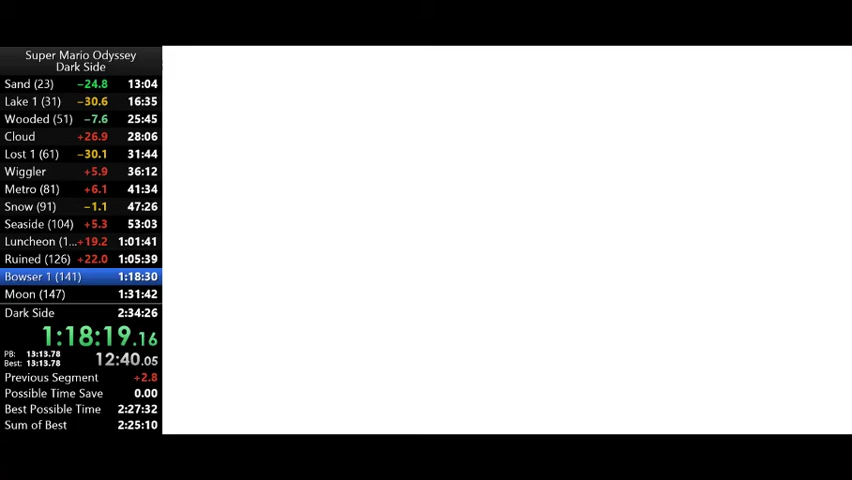 Super Mario Odyssey
Dark Side
Sand (23) −24.8 13:04
Lake 1 (31) −30.6 16:35
Wooded (51) −7.6 25:45
Cloud +26.9 28:06
Lost 1 (61) −30.1 31:44
Wiggler +5.9 36:12
Metro (81) +6.1 41:34
Snow (91) −1.1 47:26
Seaside (104) +5.3 53:03
Luncheon (1... +19.2 1:01:41
Ruined (126) +22.0 1:05:39
Bowser 1 (141) 1:18:30
Moon (147) 1:31:42
Dark Side 2:34:26
1:18:19.16
PB: 13:13.78
Best: 13:13.78 12:40.05
Previous Segment +2.8
Possible Time Save 0.00
Best Possible Time 2:27:32
Sum of Best 2:25:10